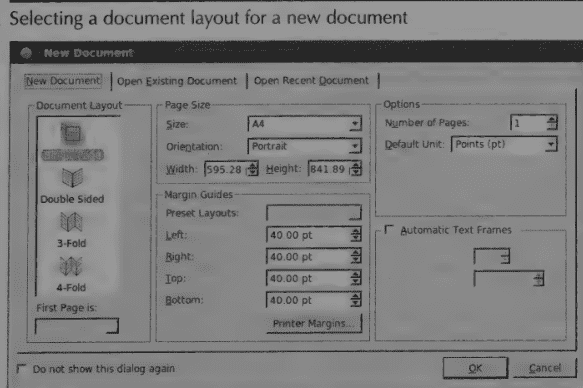 Selecting a document layout for a new document
New Document
New Document Open Existing Document Open Recent Document
Document Layout
Double Sided
3-Fold
4-Fold
First Page is:
Page Size
Size: A4
Orientation: Portrait
Width: 595.28 Height: 841.89
Margin Guides
Preset Layouts:
Left: 40.00 pt
Right: 40.00 pt
Top: 40.00 pt
Bottom: 40.00 pt
Printer Margins...
Options
Number of Pages: 1
Default Unit: Points (pt)
Automatic Text Frames
Do not show this dialog again
OK Cancel